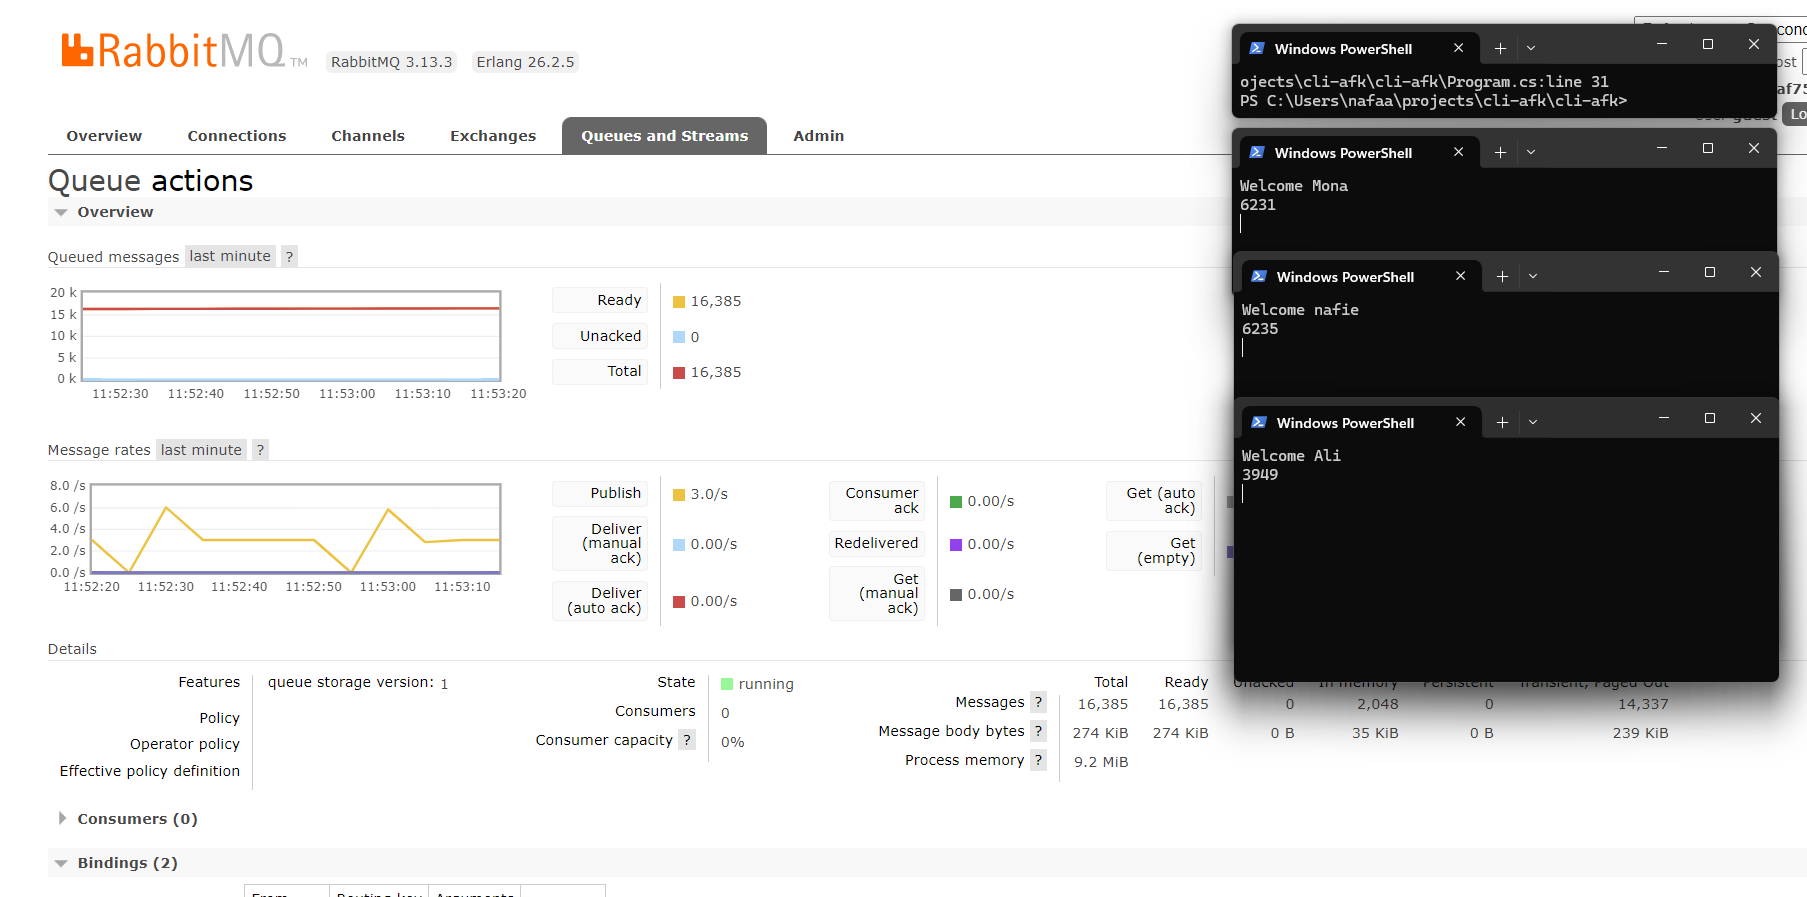 RabbitMQ TM
RabbitMQ 3.13.3
Erlang 26.2.5
Overview
Connections
Channels
Exchanges
Queues and Streams
Admin
Queue actions
Overview
Queued messages last minute ?
20 k
15 k
10 k
5 k
0 k
11:52:30 11:52:40 11:52:50 11:53:00 11:53:10 11:53:20
Ready 16,385
Unacked 0
Total 16,385
Message rates last minute ?
8.0 /s
6.0 /s
4.0 /s
2.0 /s
0.0 /s
11:52:20 11:52:30 11:52:40 11:52:50 11:53:00 11:53:10
Publish 3.0/s
Deliver (manual ack) 0.00/s
Deliver (auto ack) 0.00/s
Consumer ack 0.00/s
Redelivered 0.00/s
Get (manual ack) 0.00/s
Get (auto ack)
Get (empty)
Details
Features queue storage version: 1
Policy
Operator policy
Effective policy definition
State running
Consumers 0
Consumer capacity ? 0%
Total Ready Unacked In memory Persistent Transient, Paged Out
Messages ? 16,385 16,385 0 2,048 0 14,337
Message body bytes ? 274 KiB 274 KiB 0 B 35 KiB 0 B 239 KiB
Process memory ? 9.2 MiB
Consumers (0)
Bindings (2)
From Routing key Arguments
Windows PowerShell
ojects\cli-afk\cli-afk\Program.cs:line 31
PS C:\Users\nafaa\projects\cli-afk\cli-afk>
Windows PowerShell
Welcome Mona
6231
Windows PowerShell
Welcome nafie
6235
Windows PowerShell
Welcome Ali
3949